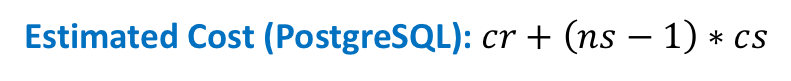 Estimated Cost (PostgreSQL): cr + (ns − 1) ∗ cs